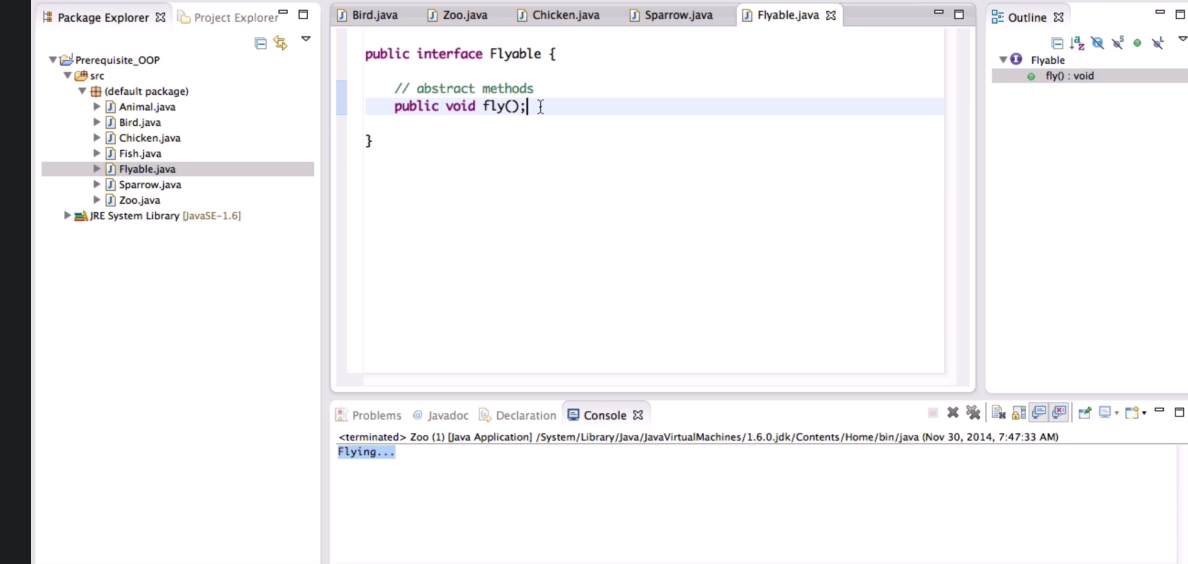 Package Explorer Project Explorer
Prerequisite_OOP
src
(default package)
Animal.java
Bird.java
Chicken.java
Fish.java
Flyable.java
Sparrow.java
Zoo.java
JRE System Library [JavaSE-1.6]
Bird.java Zoo.java Chicken.java Sparrow.java Flyable.java
public interface Flyable {
// abstract methods
public void fly();
}
Outline
Flyable
fly() : void
Problems Javadoc Declaration Console
<terminated> Zoo (1) [Java Application] /System/Library/Java/JavaVirtualMachines/1.6.0.jdk/Contents/Home/bin/java (Nov 30, 2014, 7:47:33 AM)
Flying...